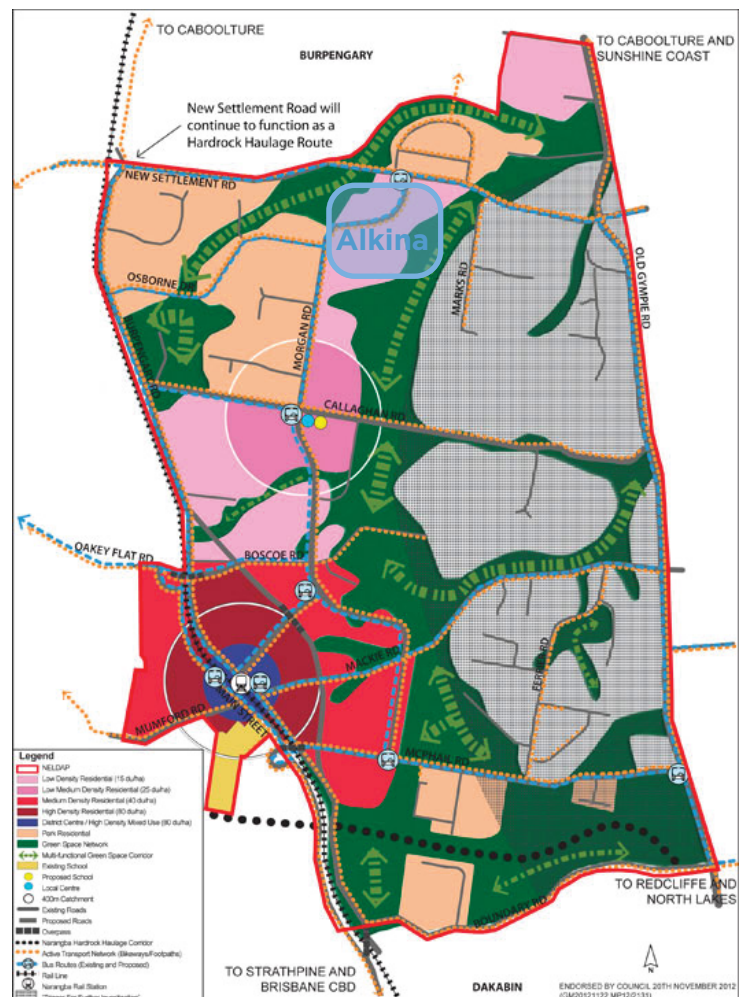 TO CABOOLTURE
BURPENGARY
TO CABOOLTURE AND
SUNSHINE COAST
New Settlement Road will
continue to function as a
Hardrock Haulage Route
NEW SETTLEMENT RD
Alkina
OSBORNE
MORGAN RD
MARKS RD
OLD GYMPIE RD
CALLAGHAN RD
OAKEY FLAT RD
BOSCOE RD
MACKIE RD
MUMFORD RD
MAIN STREET
MCPHAIL RD
BOUNDARY RD
TO REDCLIFFE AND
NORTH LAKES
TO STRATHPINE AND
BRISBANE CBD
DAKABIN
N
ENDORSED BY COUNCIL 20TH NOVEMBER 2012
Legend
NELDAP
Low Density Residential (15 du/ha)
Low Medium Density Residential (25 du/ha)
Medium Density Residential (40 du/ha)
High Density Residential (80 du/ha)
District Centre / High Density Mixed Use (80 du/ha)
Park Residential
Green Space Network
Multi-functional Green Space Corridor
Existing School
Proposed School
Local Centre
400m Catchment
Existing Roads
Proposed Roads
Overpass
Narangba Hardrock Haulage Corridor
Active Transport Network (Bikeways/Footpaths)
Bus Routes (Existing and Proposed)
Rail Line
Narangba Rail Station